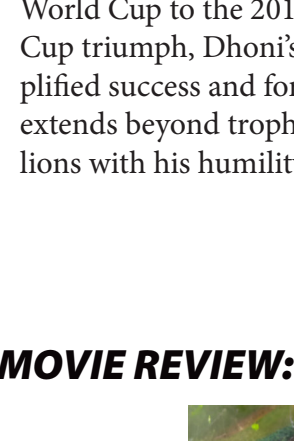 World Cup to the 201
Cup triumph, Dhoni's
plified success and for
extends beyond troph
lions with his humilit
MOVIE REVIEW: